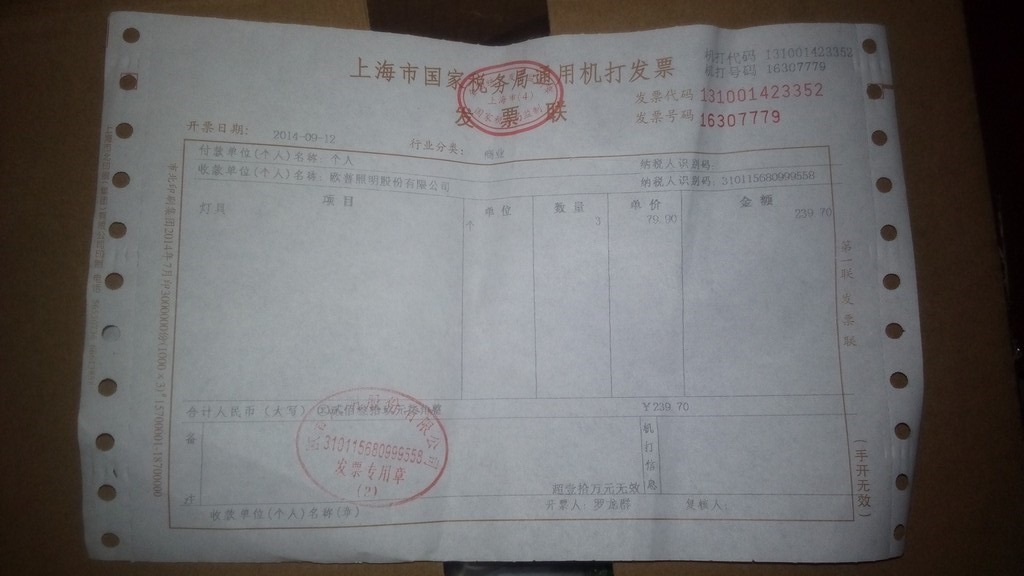 上海市国家税务局通用机打发票
发票联
机打代码 131001423352
机打号码 16307779
发票代码 131001423352
发票号码 16307779
开票日期： 2014-09-12 行业分类： 商业
付款单位(个人)名称: 个人 纳税人识别码:
收款单位(个人)名称: 欧普照明股份有限公司 纳税人识别码: 310115680999558
项目 单位 数量 单价 金额
灯具 个 3 79.90 239.70
合计人民币（大写） ￥239.70
备
注
机打信息
超壹拾万元无效
收款单位(个人)名称(章) 开票人: 复核人:
310115680999558
发票专用章
(2)
第一联 发票联
(手开无效)